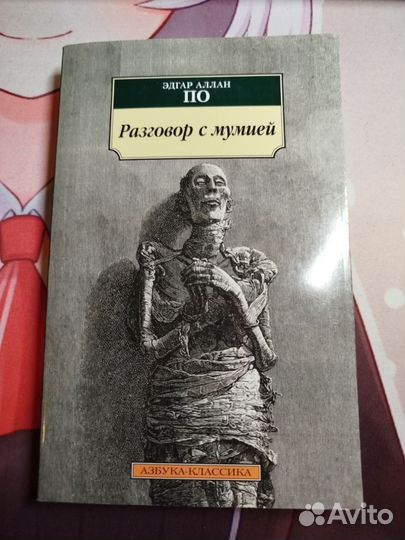 ЭДГАР АЛЛАН
ПО
Разговор с мумией
АЗБУКА-КЛАССИКА
Avito